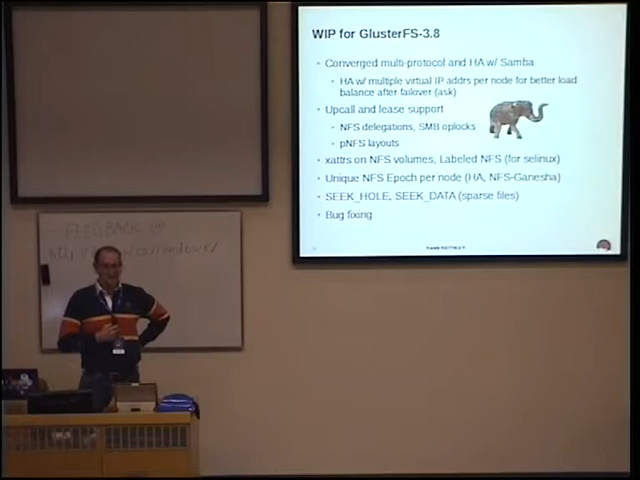 WIP for GlusterFS-3.8
Converged multi-protocol and HA w/ Samba
HA w/ multiple virtual IP addrs per node for better load
balance after failover (ask)
Upcall and lease support
NFS delegations, SMB oplocks
pNFS layouts
xattrs on NFS volumes, Labeled NFS (for selinux)
Unique NFS Epoch per node (HA, NFS-Ganesha)
SEEK_HOLE, SEEK_DATA (sparse files)
Bug fixing
FEEDBACK @